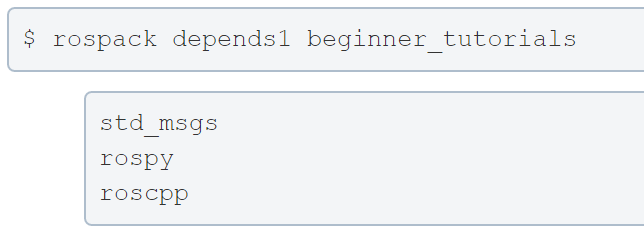 $ rospack depends1 beginner_tutorials
std_msgs
rospy
roscpp